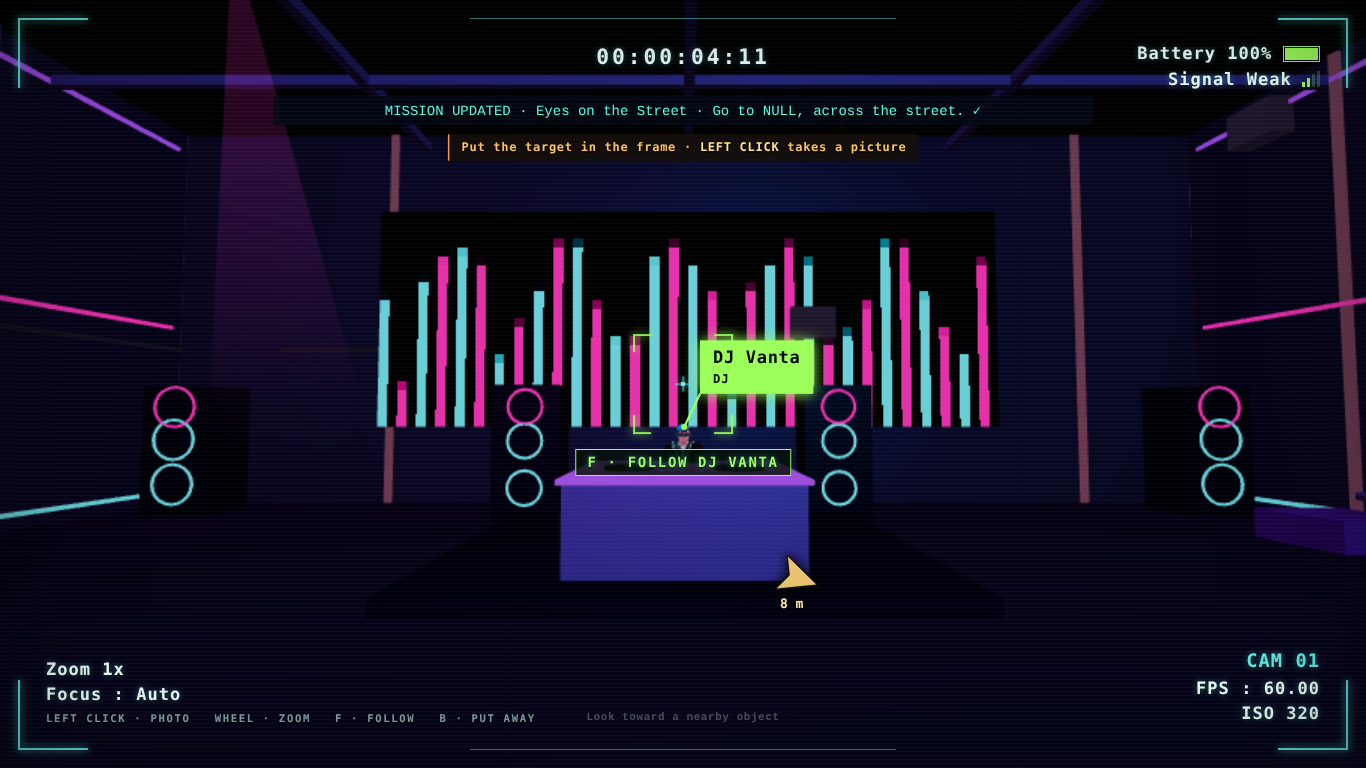 00:00:04:11
Battery 100%
Signal Weak
MISSION UPDATED · Eyes on the Street · Go to NULL, across the street. ✓
Put the target in the frame · LEFT CLICK takes a picture
DJ Vanta
DJ
F · FOLLOW DJ VANTA
8 m
Zoom 1x
Focus : Auto
LEFT CLICK · PHOTO WHEEL · ZOOM F · FOLLOW B · PUT AWAY
Look toward a nearby object
CAM 01
FPS : 60.00
ISO 320